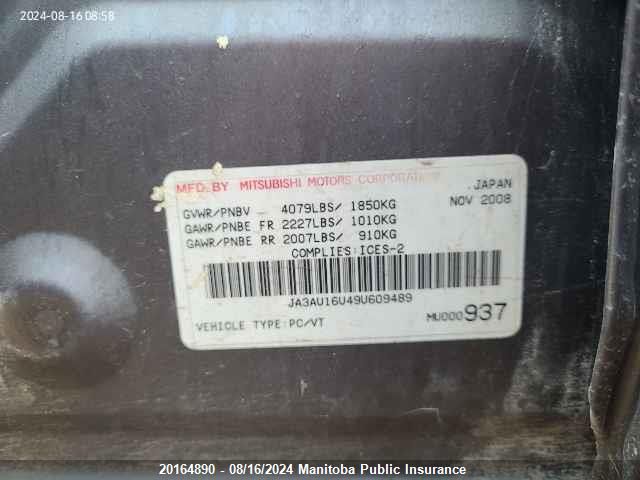 2024-08-16 08:58
MFD.BY MITSUBISHI MOTORS CORPORATION JAPAN
GVWR/PNBV 4079LBS/ 1850KG NOV 2008
GAWR/PNBE FR 2227LBS/ 1010KG
GAWR/PNBE RR 2007LBS/ 910KG
COMPLIES:ICES-2
JA3AU16U49U609489
VEHICLE TYPE:PC/VT MU000937
20164890 - 08/16/2024 Manitoba Public Insurance